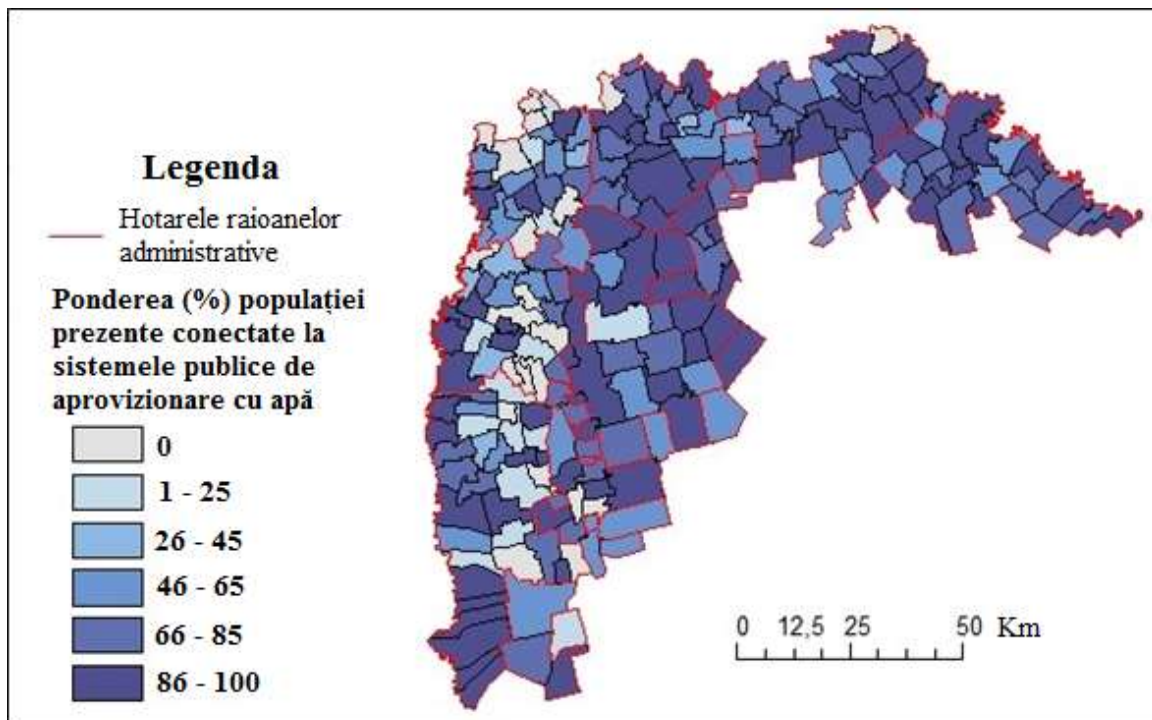 Legenda
Hotarele raioanelor
administrative
Ponderea (%) populației
prezente conectate la
sistemele publice de
aprovizionare cu apă
0
1 - 25
26 - 45
46 - 65
66 - 85
86 - 100
0 12,5 25 50 Km